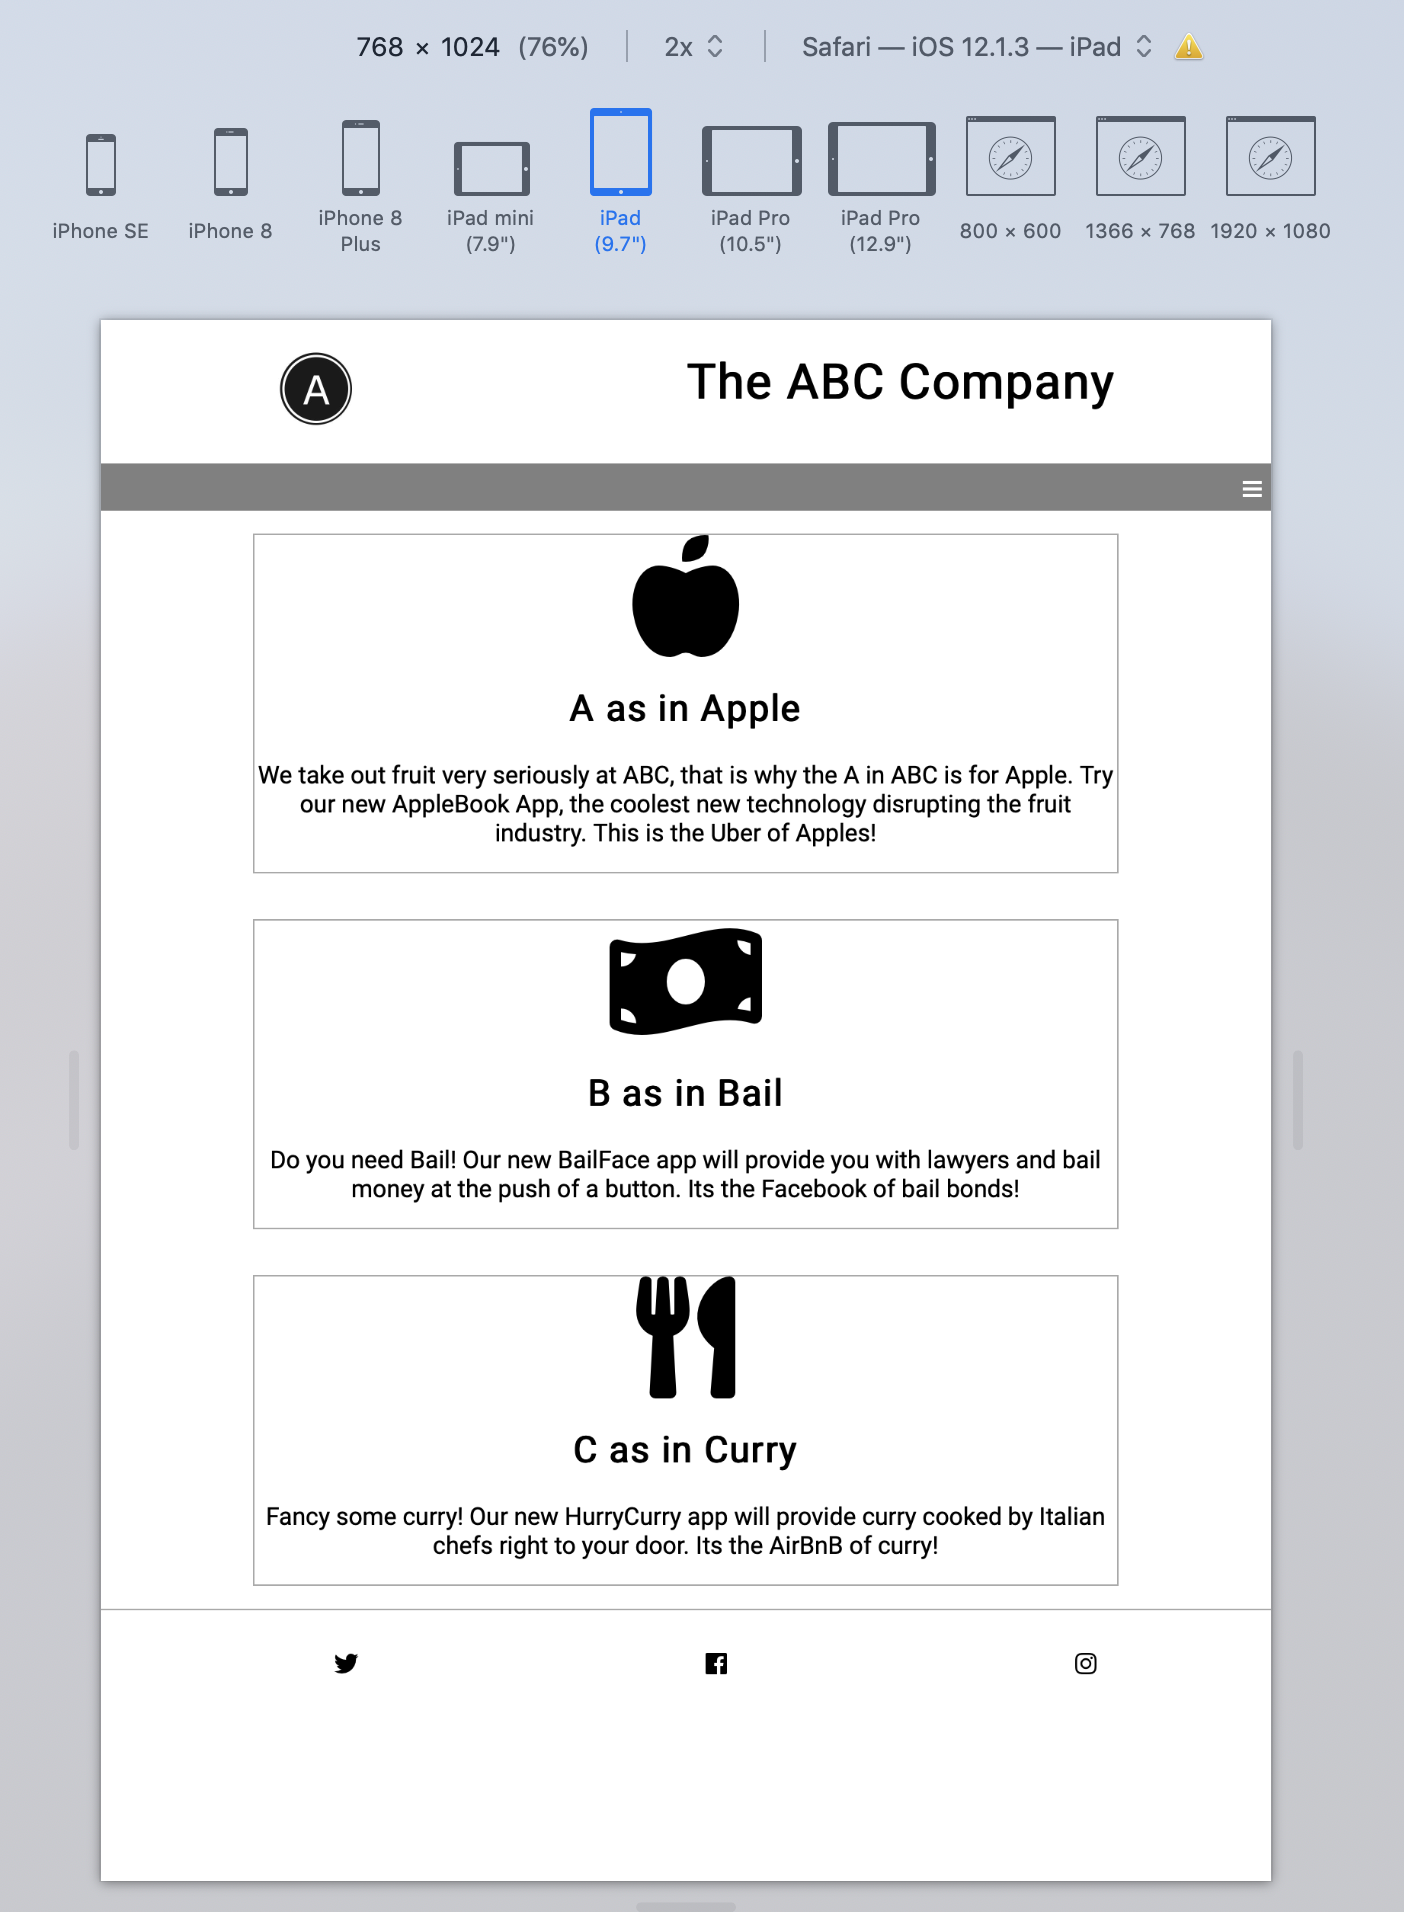 768 × 1024 (76%) 2x Safari — iOS 12.1.3 — iPad
iPhone SE
iPhone 8
iPhone 8
Plus
iPad mini
(7.9")
iPad
(9.7")
iPad Pro
(10.5")
iPad Pro
(12.9")
800 × 600
1366 × 768
1920 × 1080
A
The ABC Company
A as in Apple
We take out fruit very seriously at ABC, that is why the A in ABC is for Apple. Try
our new AppleBook App, the coolest new technology disrupting the fruit
industry. This is the Uber of Apples!
B as in Bail
Do you need Bail! Our new BailFace app will provide you with lawyers and bail
money at the push of a button. Its the Facebook of bail bonds!
C as in Curry
Fancy some curry! Our new HurryCurry app will provide curry cooked by Italian
chefs right to your door. Its the AirBnB of curry!